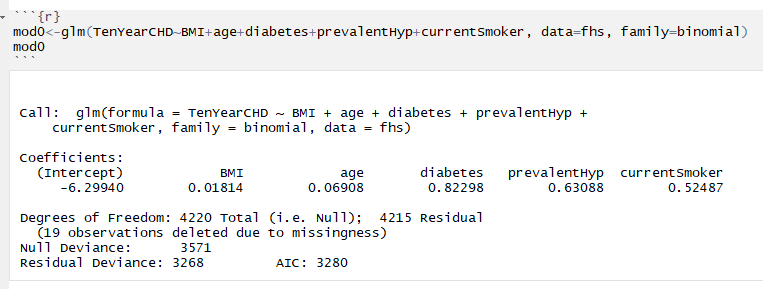 ```{r}
mod0<-glm(TenYearCHD~BMI+age+diabetes+prevalentHyp+currentSmoker, data=fhs, family=binomial)
mod0
```
Call:  glm(formula = TenYearCHD ~ BMI + age + diabetes + prevalentHyp +
    currentSmoker, family = binomial, data = fhs)
Coefficients:
  (Intercept)            BMI            age       diabetes   prevalentHyp  currentSmoker
     -6.29940        0.01814        0.06908        0.82298        0.63088        0.52487
Degrees of Freedom: 4220 Total (i.e. Null);  4215 Residual
  (19 observations deleted due to missingness)
Null Deviance:      3571
Residual Deviance: 3268         AIC: 3280